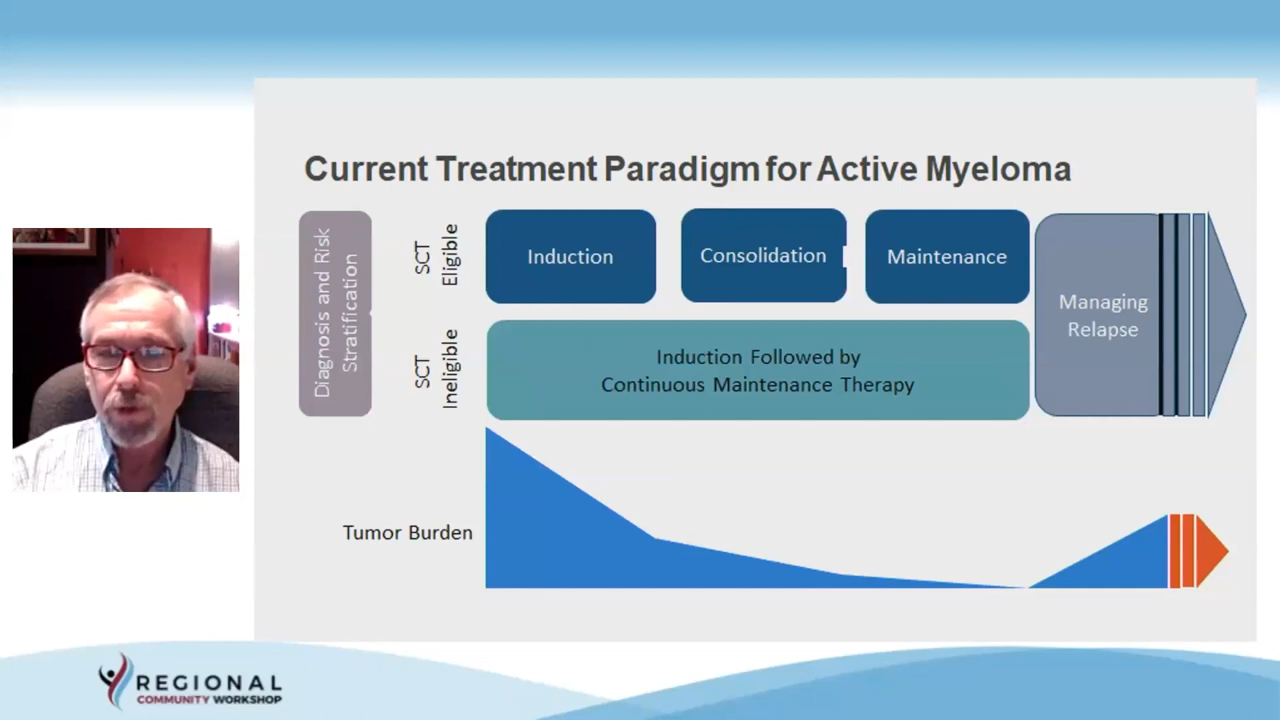 Current Treatment Paradigm for Active Myeloma
Diagnosis and Risk
Stratification
SCT
Eligible
Induction
Consolidation
Maintenance
SCT
Ineligible
Induction Followed by
Continuous Maintenance Therapy
Managing
Relapse
Tumor Burden
REGIONAL
COMMUNITY WORKSHOP